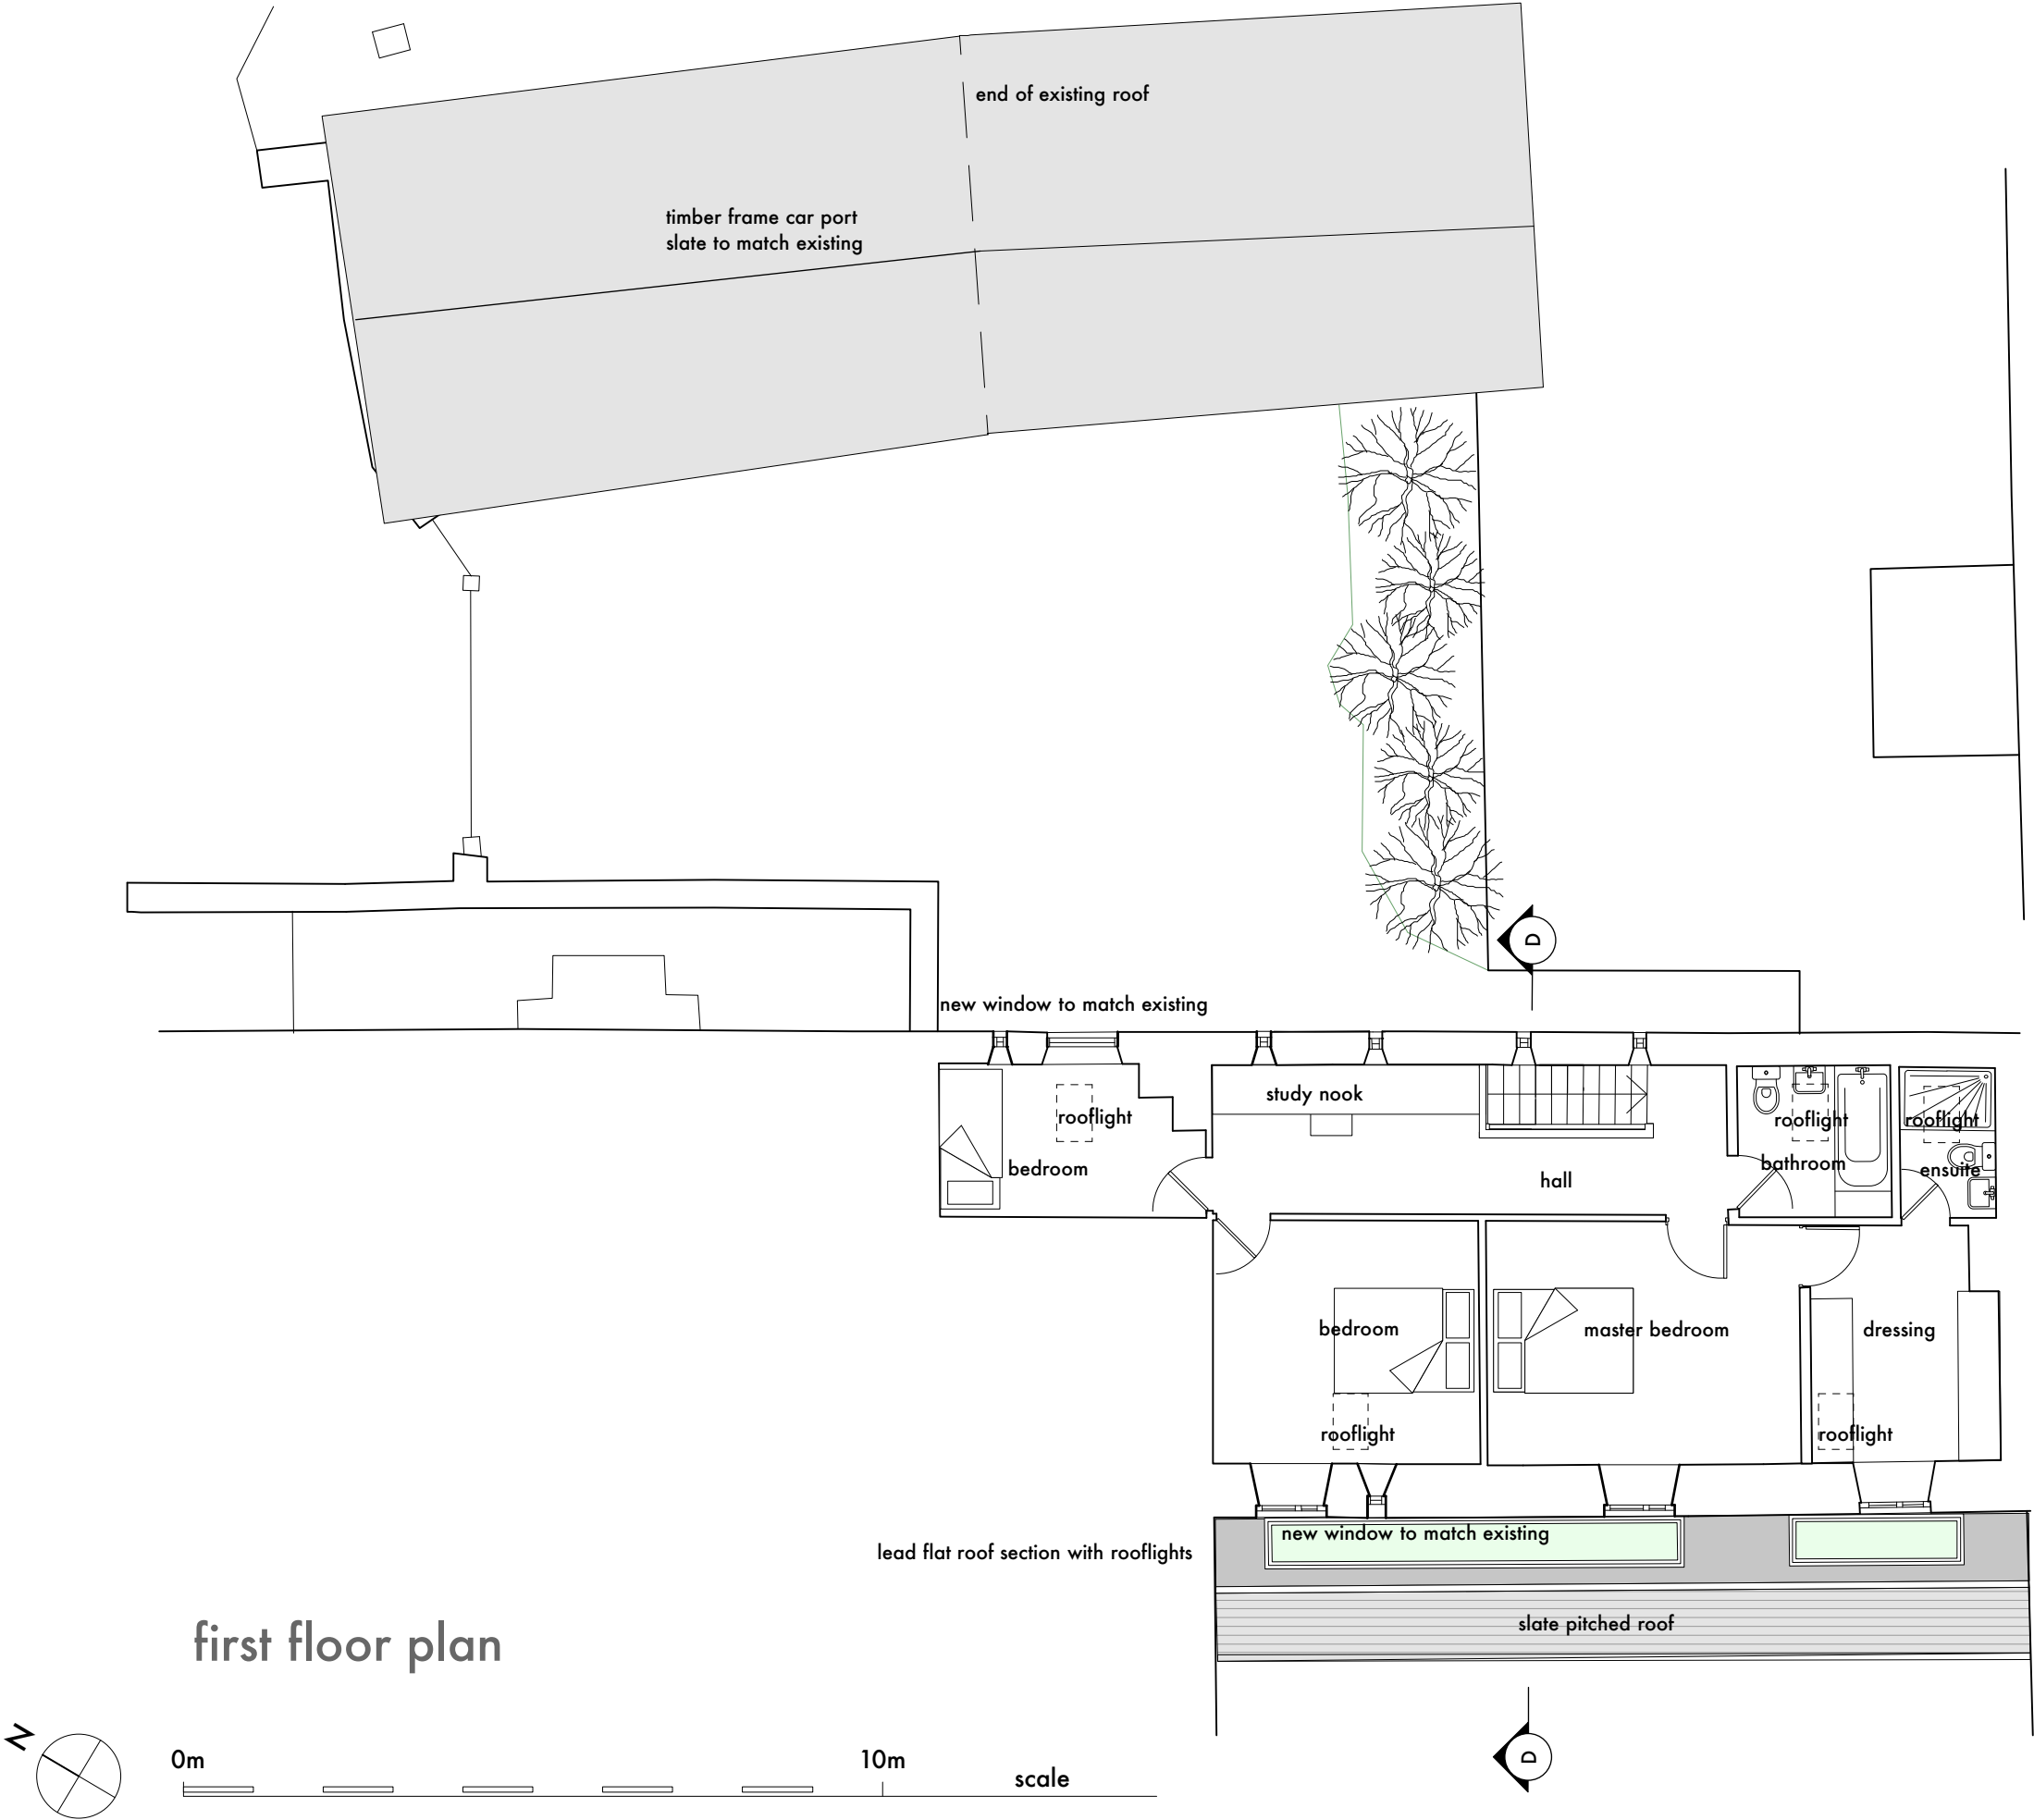 end of existing roof
timber frame car port
slate to match existing
D
new window to match existing
study nook
rooflight
rooflight
rooflight
bedroom
bathroom
ensuite
hall
bedroom
master bedroom
dressing
rooflight
rooflight
new window to match existing
lead flat roof section with rooflights
slate pitched roof
first floor plan
N
0m
10m
scale
D